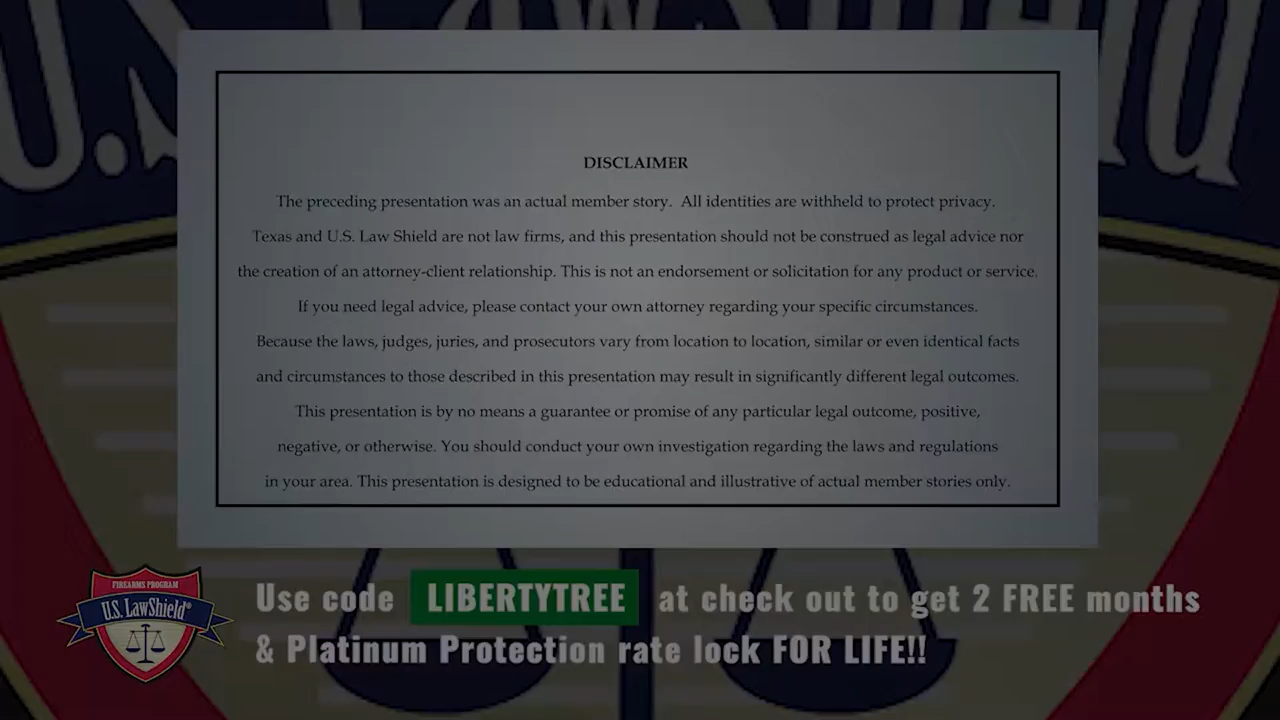 U.S. LawShield
DISCLAIMER
The preceding presentation was an actual member story.  All identities are withheld to protect privacy.
Texas and U.S. Law Shield are not law firms, and this presentation should not be construed as legal advice nor
the creation of an attorney-client relationship. This is not an endorsement or solicitation for any product or service.
If you need legal advice, please contact your own attorney regarding your specific circumstances.
Because the laws, judges, juries, and prosecutors vary from location to location, similar or even identical facts
and circumstances to those described in this presentation may result in significantly different legal outcomes.
This presentation is by no means a guarantee or promise of any particular legal outcome, positive,
negative, or otherwise. You should conduct your own investigation regarding the laws and regulations
in your area. This presentation is designed to be educational and illustrative of actual member stories only.
FIREARMS PROGRAM
U.S. LawShield®
Use code LIBERTYTREE at check out to get 2 FREE months
& Platinum Protection rate lock FOR LIFE!!